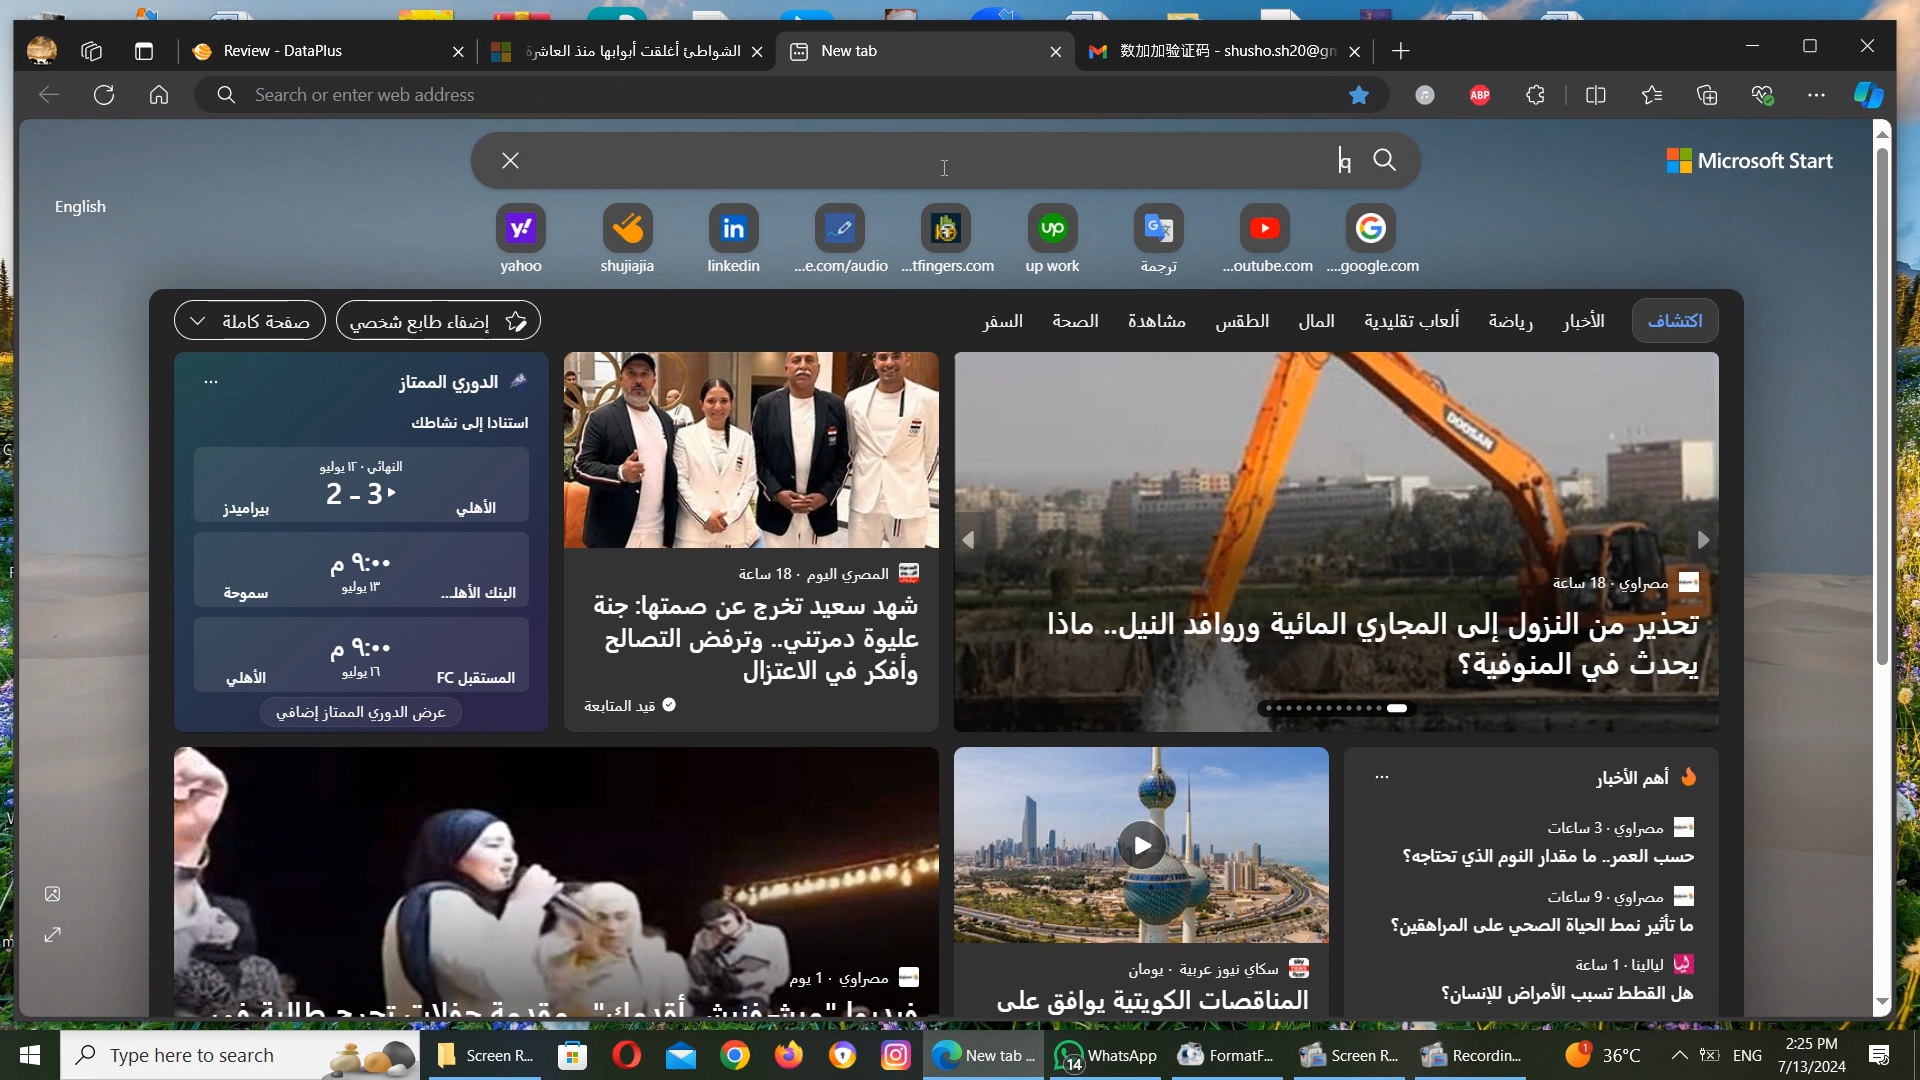 Review - DataPlus
الشواطئ أغلقت أبوابها منذ العاشرة
New tab
数加加验证码 - shusho.sh20@gm
Search or enter web address
ABP
q
Microsoft Start
English
yahoo
shujiajia
linkedin
...e.com/audio
...tfingers.com
up work
ترجمة
...outube.com
....google.com
اكتشاف
الأخبار
رياضة
ألعاب تقليدية
المال
الطقس
مشاهدة
الصحة
السفر
إضفاء طابع شخصي
صفحة كاملة
الدوري الممتاز
استنادا إلى نشاطك
النهائي · ١٢ يوليو
2 - 3
الأهلي
بيراميدز
٩:٠٠ م
١٣ يوليو
البنك الأهلـ...
سموحة
٩:٠٠ م
١٦ يوليو
المستقبل FC
الأهلي
عرض الدوري الممتاز إضافي
المصري اليوم · 18 ساعة
شهد سعيد تخرج عن صمتها: جنة
عليوة دمرتني.. وترفض التصالح
وأفكر في الاعتزال
قيد المتابعة
DOOSAN
مصراوي · 18 ساعة
تحذير من النزول إلى المجاري المائية وروافد النيل.. ماذا
يحدث في المنوفية؟
مصراوي · 1 يوم
سكاي نيوز عربية · يومان
المناقصات الكويتية يوافق على
أهم الأخبار
مصراوي · 3 ساعات
حسب العمر.. ما مقدار النوم الذي تحتاجه؟
مصراوي · 9 ساعات
ما تأثير نمط الحياة الصحي على المراهقين؟
ليالينا · 1 ساعة
هل القطط تسبب الأمراض للإنسان؟
Type here to search
Screen R...
New tab ...
14
WhatsApp
FormatF...
Screen R...
Recordin...
1
36°C
ENG
2:25 PM
7/13/2024